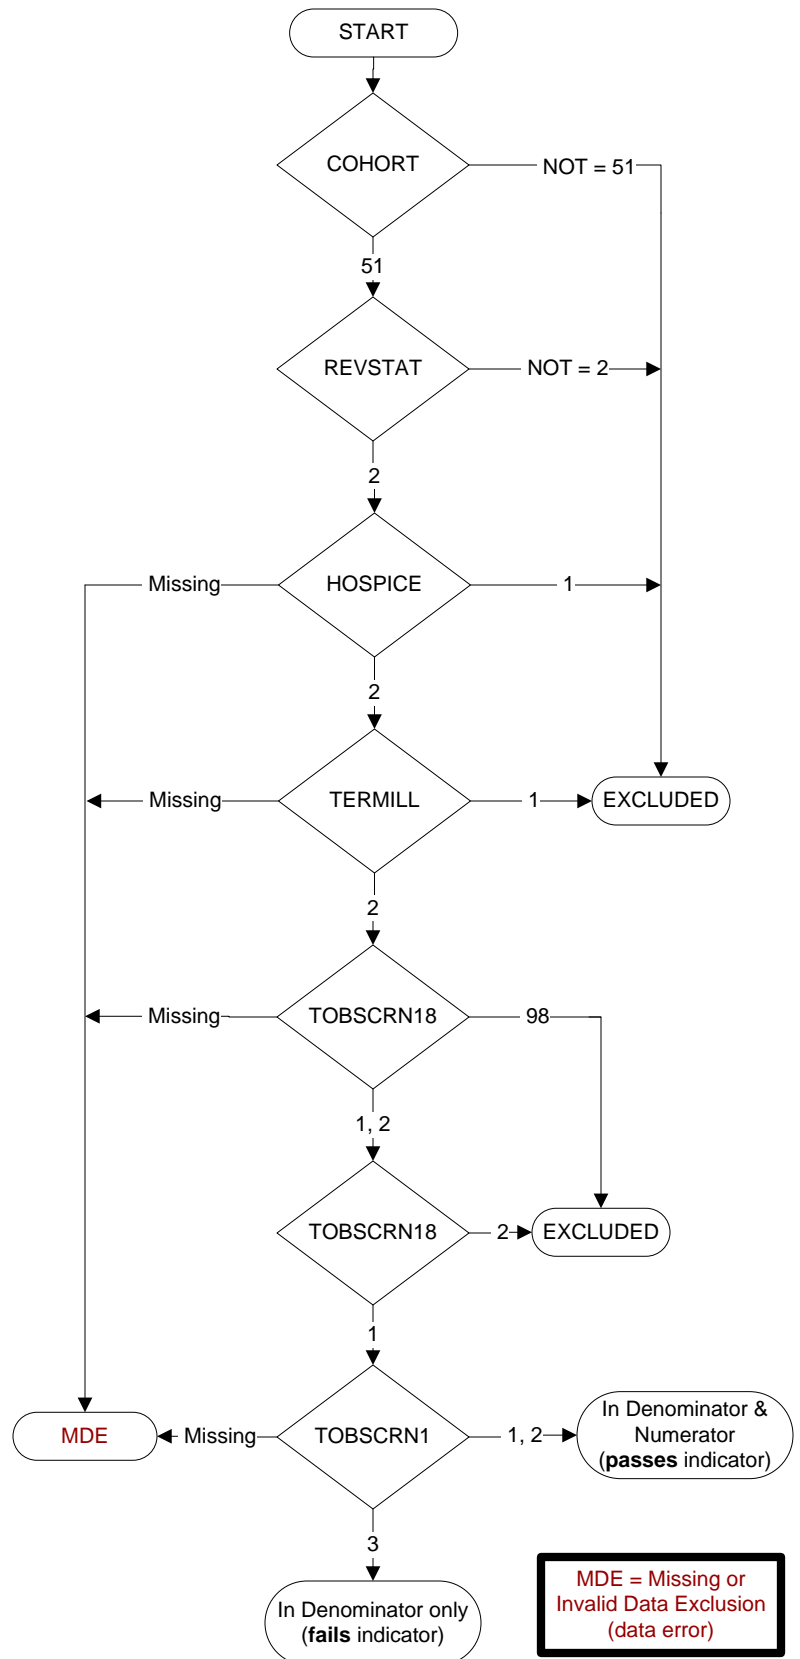 START
COHORT
NOT = 51
51
REVSTAT
NOT = 2
2
Missing
HOSPICE
1
2
Missing
TERMILL
1
EXCLUDED
2
Missing
TOBSCRN18
98
1, 2
TOBSCRN18
2
EXCLUDED
1
MDE
Missing
TOBSCRN1
1, 2
In Denominator &
Numerator
(passes indicator)
3
In Denominator only
(fails indicator)
MDE = Missing or
Invalid Data Exclusion
(data error)